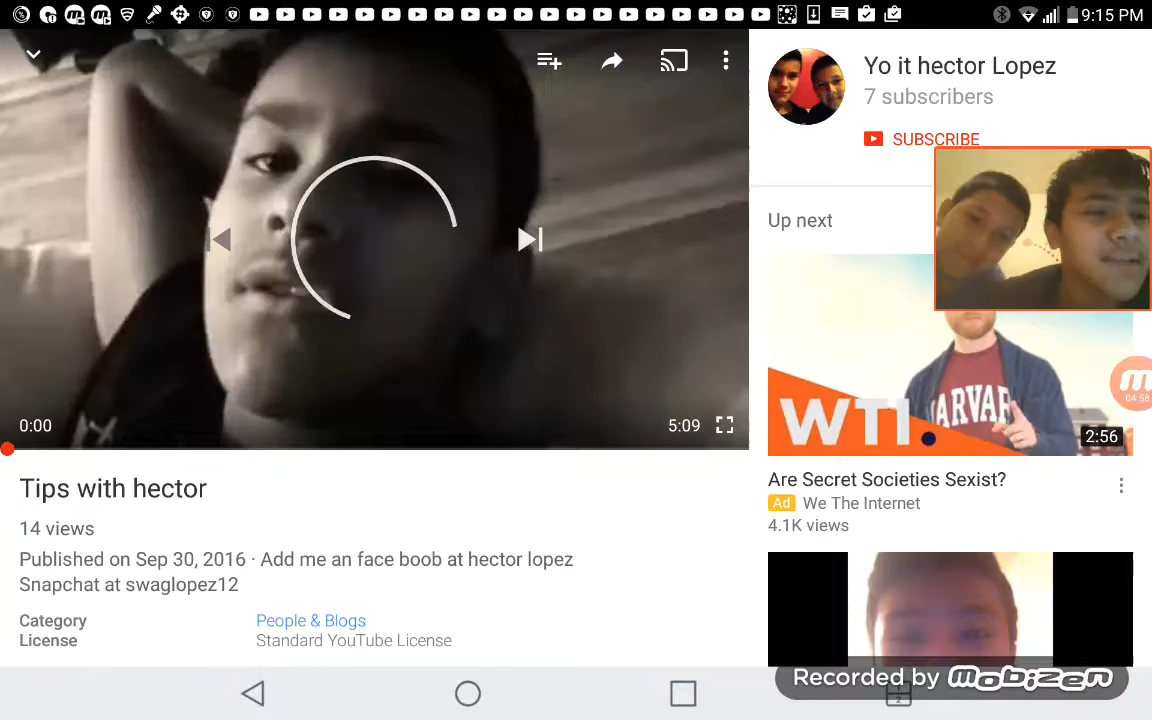 9:15 PM
Yo it hector Lopez
7 subscribers
SUBSCRIBE
Up next
0:00
5:09
WTI.
HARVAR
04:58
2:56
Tips with hector
14 views
Published on Sep 30, 2016 · Add me an face boob at hector lopez
Snapchat at swaglopez12
Category People & Blogs
License Standard YouTube License
Are Secret Societies Sexist?
Ad We The Internet
4.1K views
Recorded by mobizen